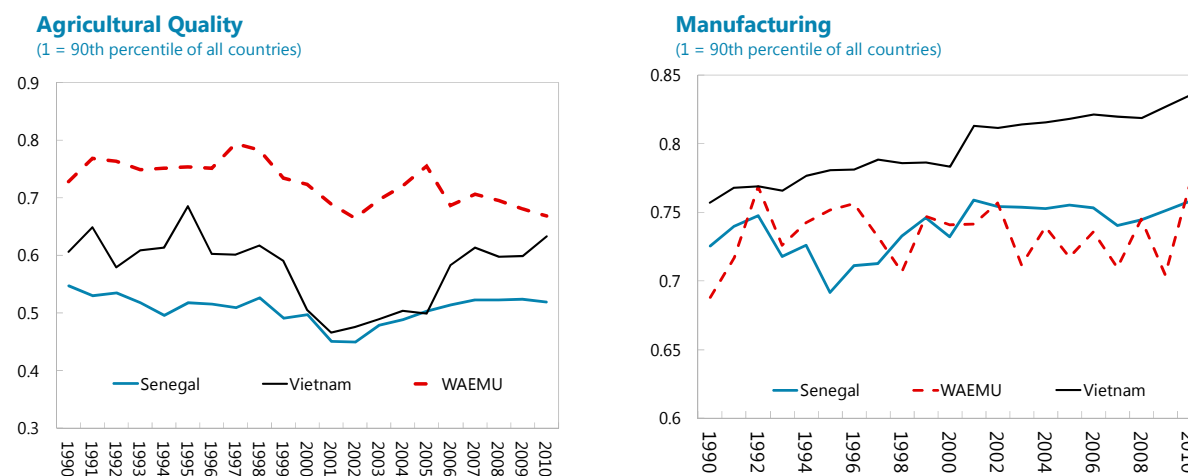 Agricultural Quality
(1 = 90th percentile of all countries)
0.9
0.8
0.7
0.6
0.5
0.4
0.3
Senegal Vietnam WAEMU
1990 1991 1992 1993 1994 1995 1996 1997 1998 1999 2000 2001 2002 2003 2004 2005 2006 2007 2008 2009 2010
Manufacturing
(1 = 90th percentile of all countries)
0.85
0.8
0.75
0.7
0.65
0.6
Senegal WAEMU Vietnam
1990 1992 1994 1996 1998 2000 2002 2004 2006 2008 2010